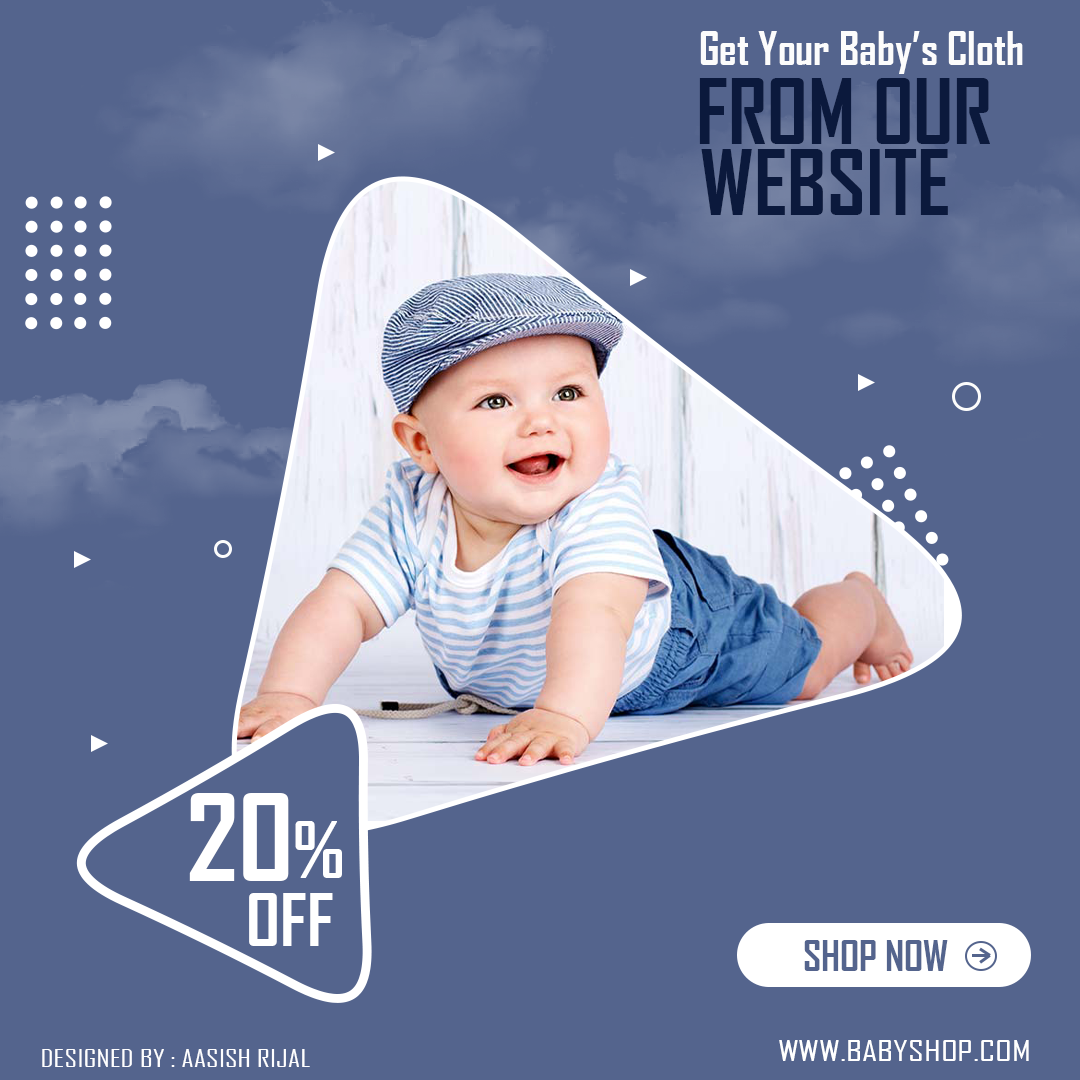 Get Your Baby's Cloth
FROM OUR
WEBSITE
20%
OFF
SHOP NOW
DESIGNED BY : AASISH RIJAL
WWW.BABYSHOP.COM